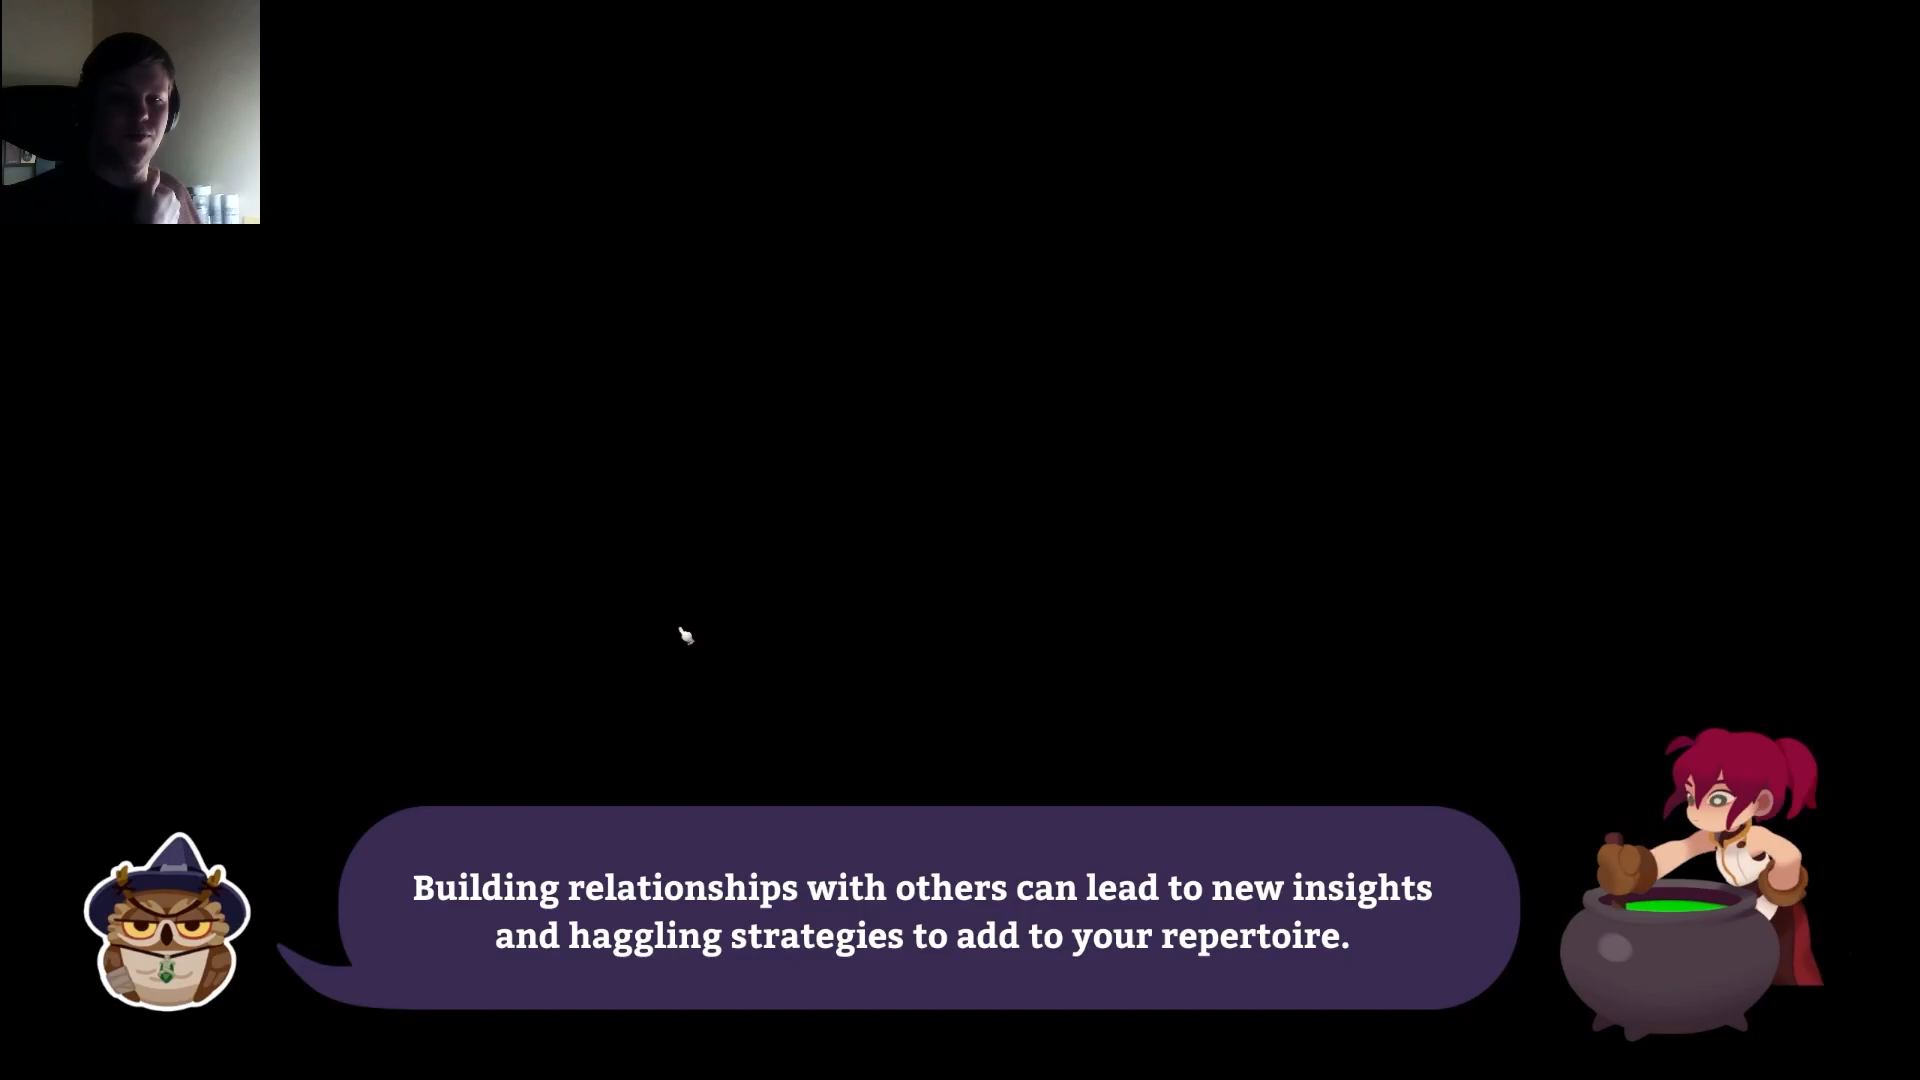 Building relationships with others can lead to new insights
and haggling strategies to add to your repertoire.